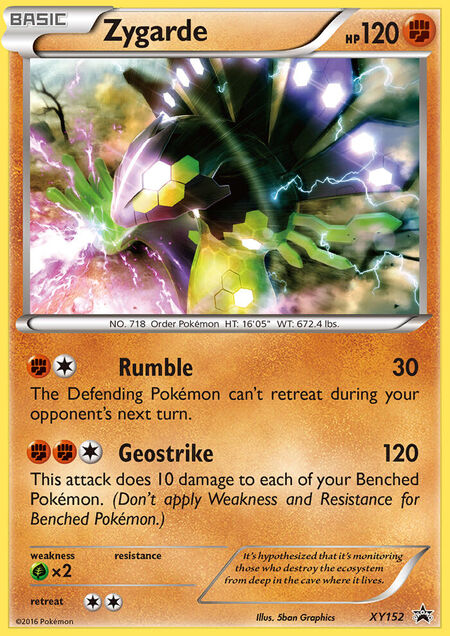 BASIC
Zygarde HP120
NO. 718 Order Pokémon HT: 16'05" WT: 672.4 lbs.
Rumble 30
The Defending Pokémon can't retreat during your
opponent's next turn.
Geostrike 120
This attack does 10 damage to each of your Benched
Pokémon. (Don't apply Weakness and Resistance for
Benched Pokémon.)
weakness resistance
×2
It's hypothesized that it's monitoring
those who destroy the ecosystem
from deep in the cave where it lives.
retreat
©2016 Pokémon Illus. 5ban Graphics XY152